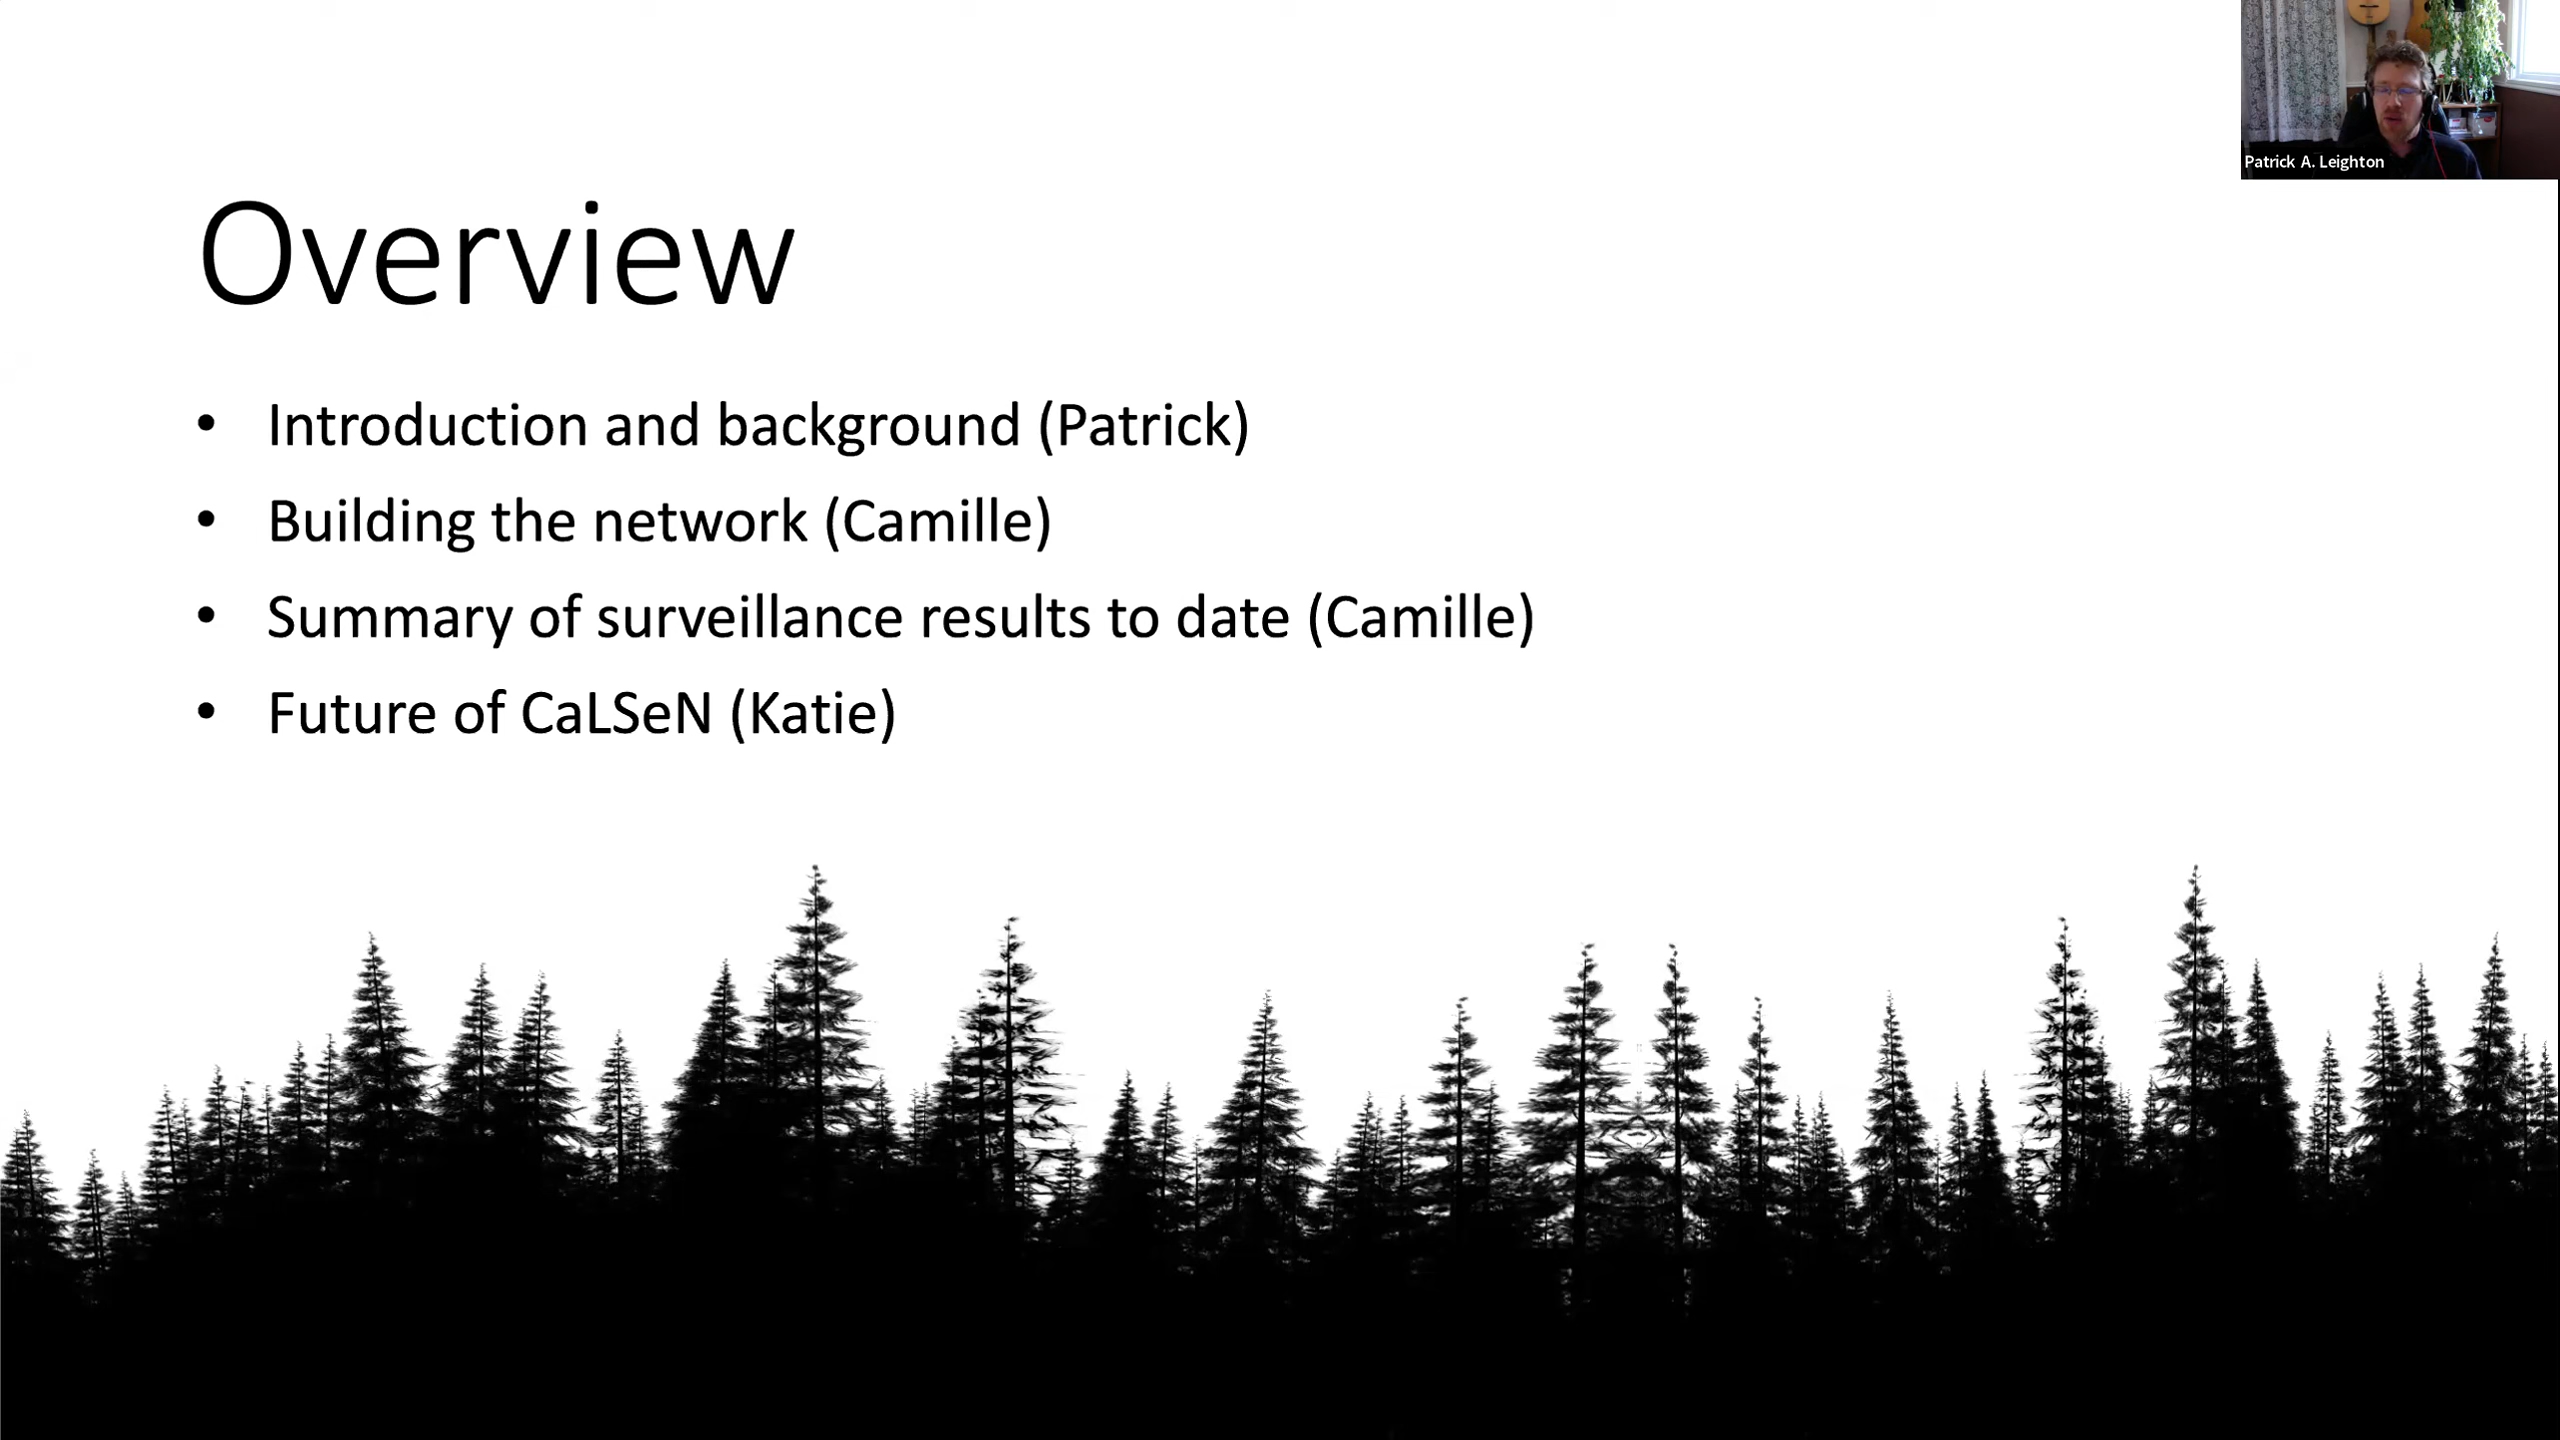 Patrick A. Leighton
Overview
• Introduction and background (Patrick)
• Building the network (Camille)
• Summary of surveillance results to date (Camille)
• Future of CaLSeN (Katie)